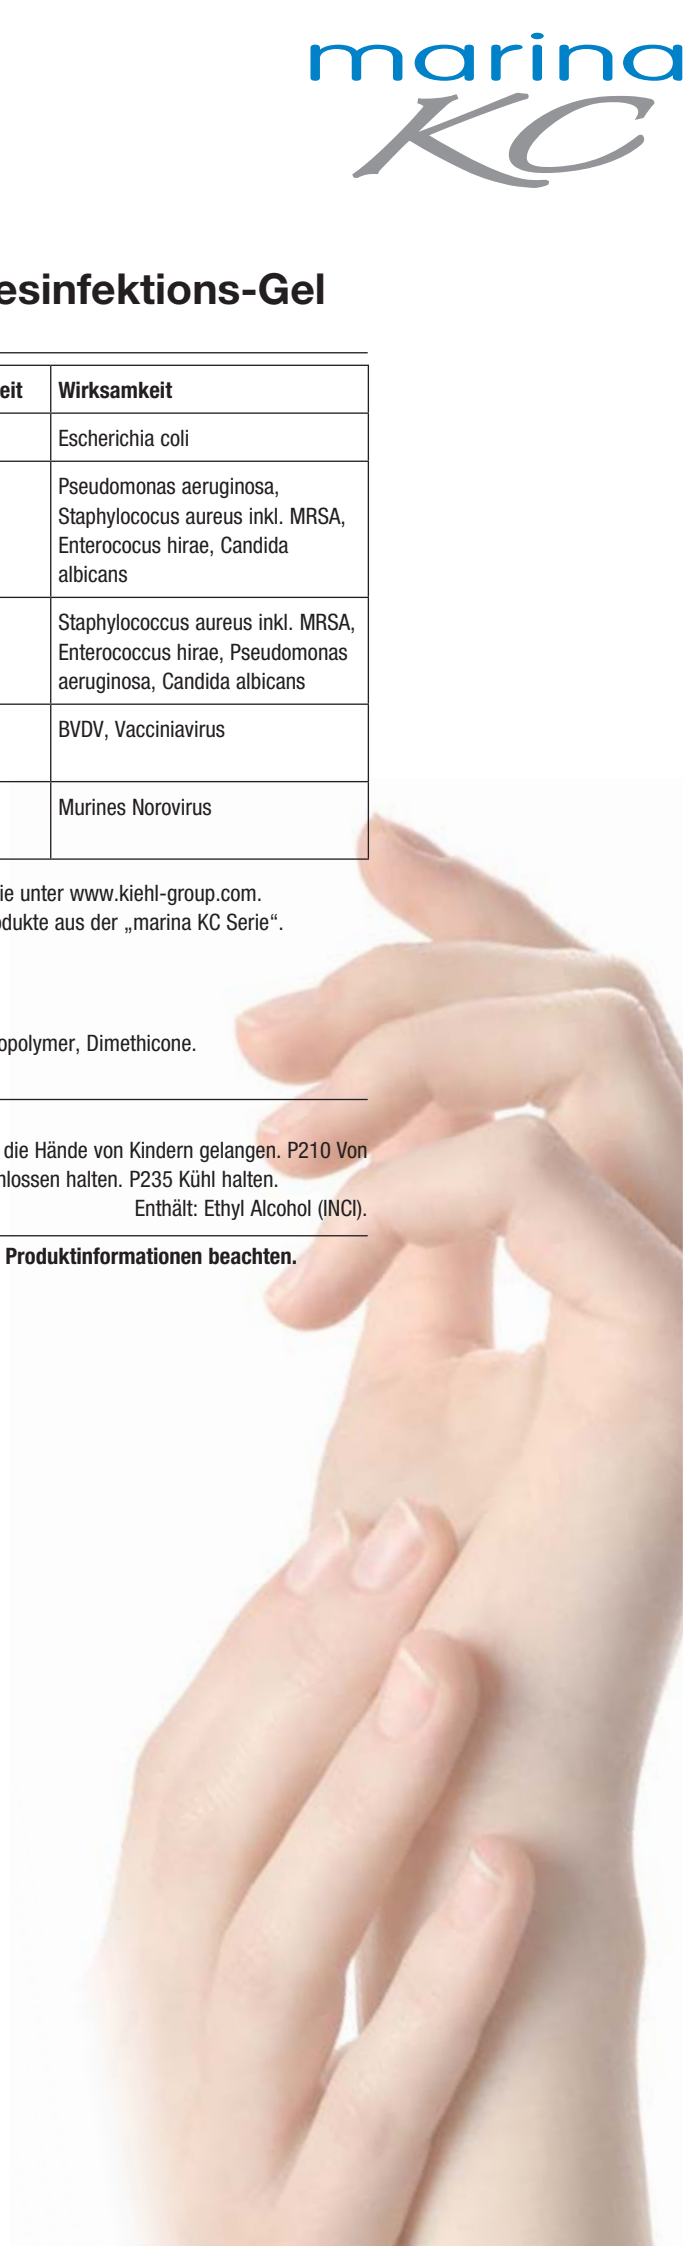 marina
KC
esinfektions-Gel
eit Wirksamkeit
Escherichia coli
Pseudomonas aeruginosa,
Staphylococus aureus inkl. MRSA,
Enterococus hirae, Candida
albicans
Staphylococcus aureus inkl. MRSA,
Enterococcus hirae, Pseudomonas
aeruginosa, Candida albicans
BVDV, Vacciniavirus
Murines Norovirus
ie unter www.kiehl-group.com.
odukte aus der „marina KC Serie“.
opolymer, Dimethicone.
die Hände von Kindern gelangen. P210 Von
hlossen halten. P235 Kühl halten.
Enthält: Ethyl Alcohol (INCI).
Produktinformationen beachten.